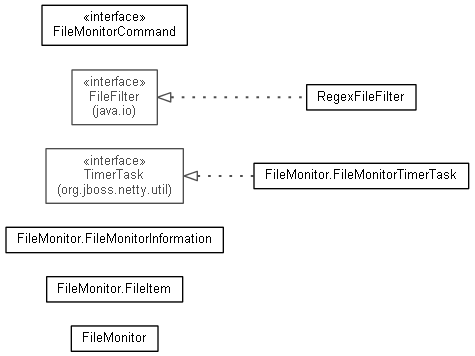 «interface»
FileMonitorCommand
«interface»
FileFilter
(java.io)
RegexFileFilter
«interface»
TimerTask
(org.jboss.netty.util)
FileMonitor.FileMonitorTimerTask
FileMonitor.FileMonitorInformation
FileMonitor.FileItem
FileMonitor